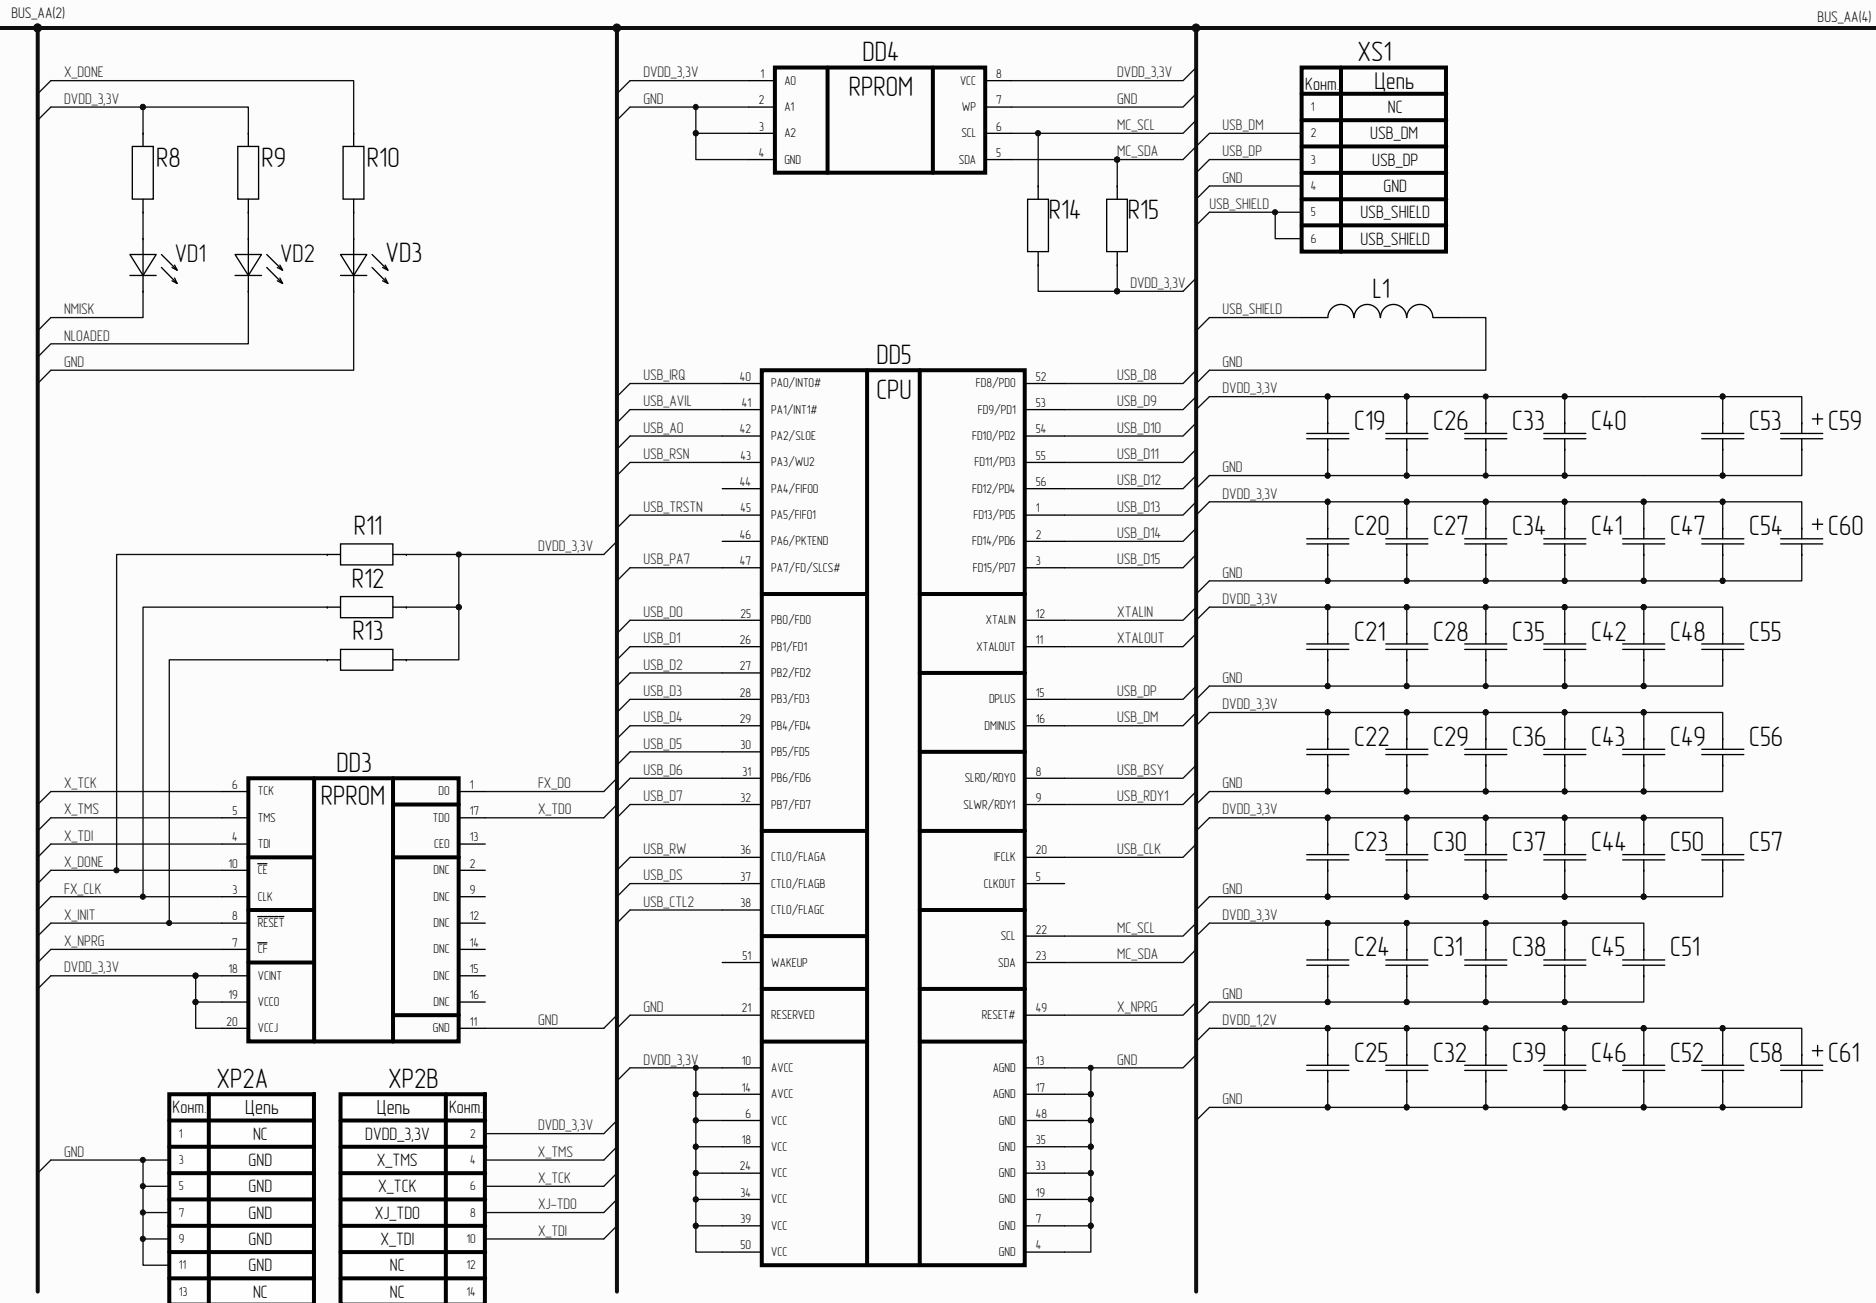 BUS_AA(2)
BUS_AA(4)
X_DONE
DVDD_3,3V
R8
R9
R10
VD1
VD2
VD3
NMISK
NLOADED
GND
R11
DVDD_3,3V
R12
R13
DD3
RPROM
X_TCK 6 TCK
X_TMS 5 TMS
X_TDI 4 TDI
X_DONE 10 CE
FX_CLK 3 CLK
X_INIT 8 RESET
X_NPRG 7 CF
DVDD_3,3V 18 VCINT
19 VCCO
20 VCCJ
DO 1 FX_DO
TDO 17 X_TDO
CEO 13
DNC 2
DNC 9
DNC 12
DNC 14
DNC 15
DNC 16
GND 11 GND
XP2A
Конт. Цепь
1 NC
GND 3 GND
5 GND
7 GND
9 GND
11 GND
13 NC
XP2B
Цепь Конт.
DVDD_3,3V 2 DVDD_3,3V
X_TMS 4 X_TMS
X_TCK 6 X_TCK
XJ_TDO 8 XJ-TDO
X_TDI 10 X_TDI
NC 12
NC 14
DD4
RPROM
DVDD_3,3V 1 A0
GND 2 A1
3 A2
4 GND
VCC 8 DVDD_3,3V
WP 7 GND
SCL 6 MC_SCL
SDA 5 MC_SDA
R14
R15
DVDD_3,3V
DD5
CPU
USB_IRQ 40 PA0/INT0#
USB_AVIL 41 PA1/INT1#
USB_A0 42 PA2/SLOE
USB_RSN 43 PA3/WU2
44 PA4/FIFO0
USB_TRSTN 45 PA5/FIFO1
46 PA6/PKTEND
USB_PA7 47 PA7/FD/SLCS#
USB_D0 25 PB0/FD0
USB_D1 26 PB1/FD1
USB_D2 27 PB2/FD2
USB_D3 28 PB3/FD3
USB_D4 29 PB4/FD4
USB_D5 30 PB5/FD5
USB_D6 31 PB6/FD6
USB_D7 32 PB7/FD7
USB_RW 36 CTL0/FLAGA
USB_DS 37 CTL0/FLAGB
USB_CTL2 38 CTL0/FLAGC
51 WAKEUP
GND 21 RESERVED
DVDD_3,3V 10 AVCC
14 AVCC
6 VCC
18 VCC
24 VCC
34 VCC
39 VCC
50 VCC
FD8/PD0 52 USB_D8
FD9/PD1 53 USB_D9
FD10/PD2 54 USB_D10
FD11/PD3 55 USB_D11
FD12/PD4 56 USB_D12
FD13/PD5 1 USB_D13
FD14/PD6 2 USB_D14
FD15/PD7 3 USB_D15
XTALIN 12 XTALIN
XTALOUT 11 XTALOUT
DPLUS 15 USB_DP
DMINUS 16 USB_DM
SLRD/RDY0 8 USB_BSY
SLWR/RDY1 9 USB_RDY1
IFCLK 20 USB_CLK
CLKOUT 5
SCL 22 MC_SCL
SDA 23 MC_SDA
RESET# 49 X_NPRG
AGND 13 GND
AGND 17
GND 48
GND 35
GND 33
GND 19
GND 7
GND 4
XS1
Конт. Цепь
1 NC
USB_DM 2 USB_DM
USB_DP 3 USB_DP
GND 4 GND
USB_SHIELD 5 USB_SHIELD
6 USB_SHIELD
L1
USB_SHIELD
GND
DVDD_3,3V
C19 C26 C33 C40 C53 +C59
GND
DVDD_3,3V
C20 C27 C34 C41 C47 C54 +C60
GND
DVDD_3,3V
C21 C28 C35 C42 C48 C55
GND
DVDD_3,3V
C22 C29 C36 C43 C49 C56
GND
DVDD_3,3V
C23 C30 C37 C44 C50 C57
GND
DVDD_3,3V
C24 C31 C38 C45 C51
GND
DVDD_1,2V
C25 C32 C39 C46 C52 C58 +C61
GND